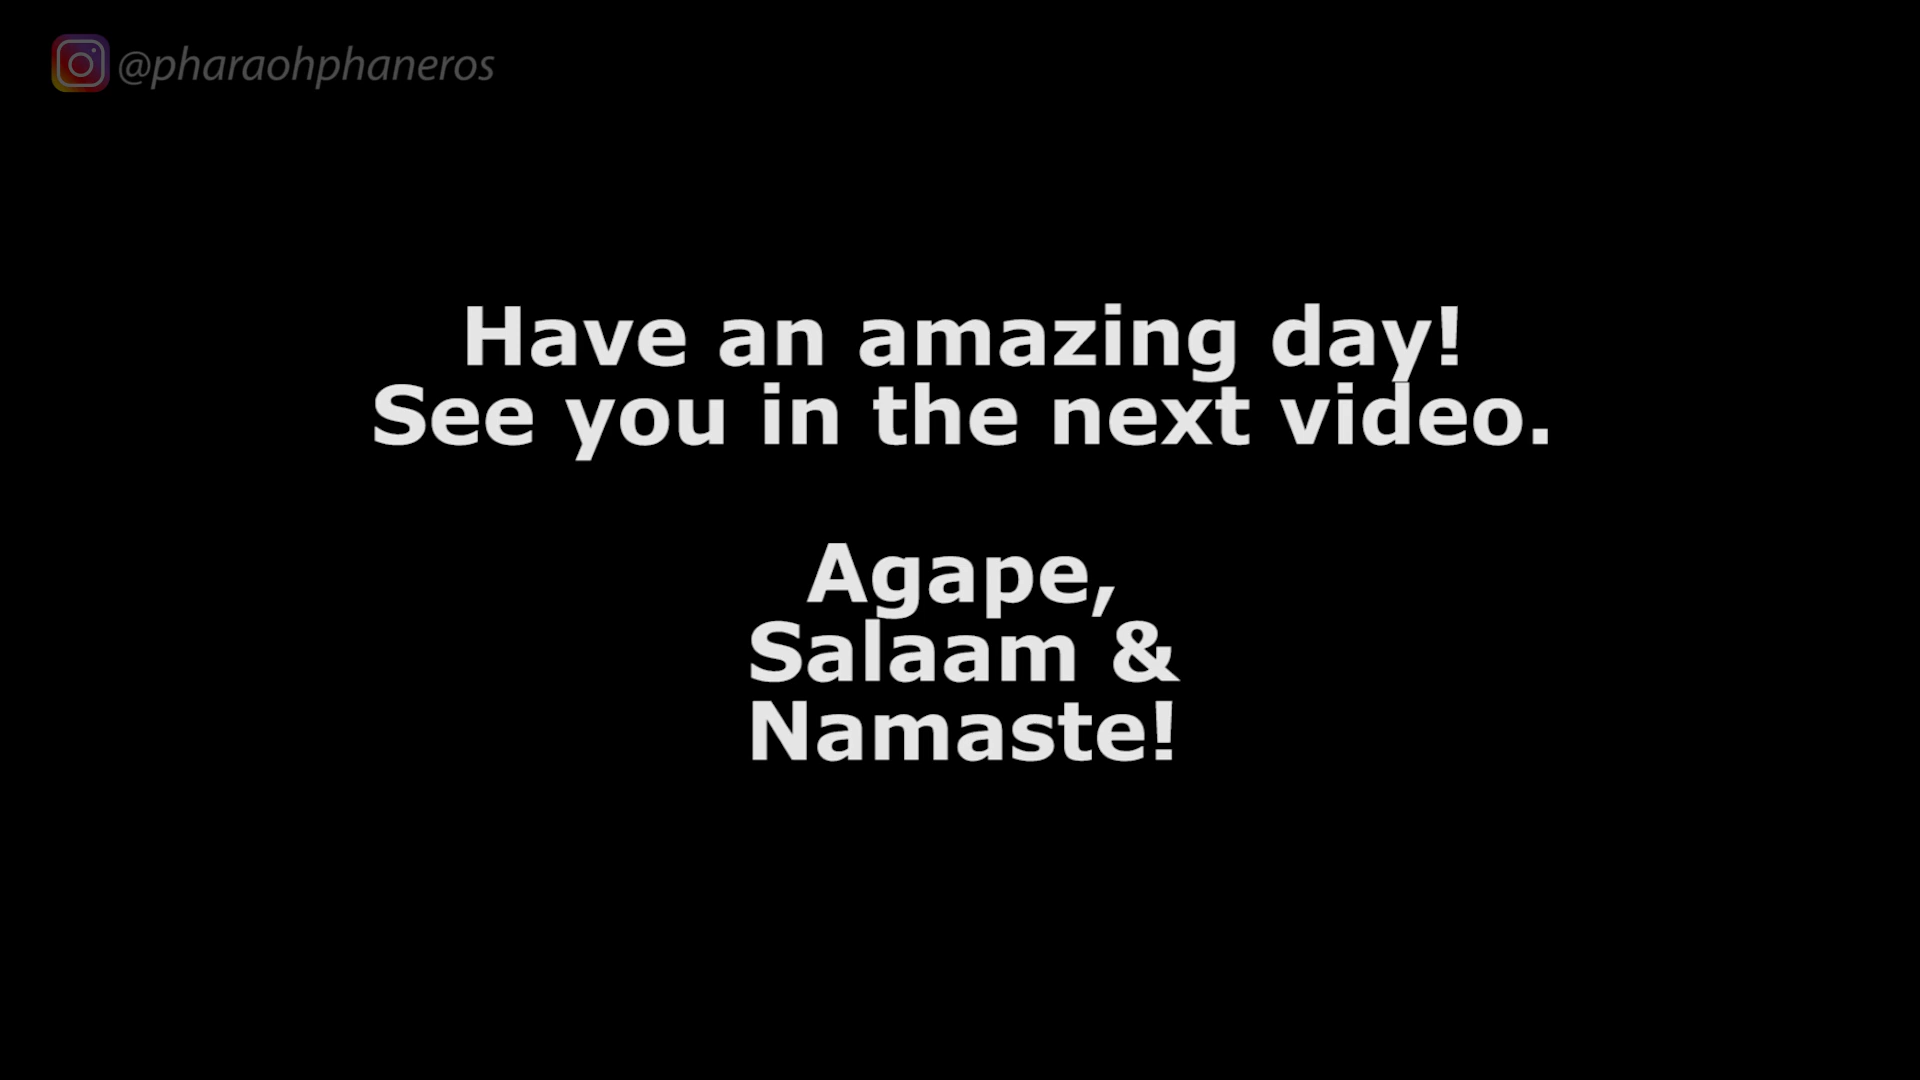 @pharaohphaneros
Have an amazing day!
See you in the next video.
Agape,
Salaam &
Namaste!